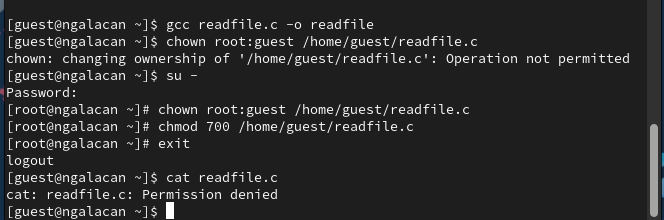 [guest@ngalacan ~]$ gcc readfile.c -o readfile
[guest@ngalacan ~]$ chown root:guest /home/guest/readfile.c
chown: changing ownership of '/home/guest/readfile.c': Operation not permitted
[guest@ngalacan ~]$ su -
Password:
[root@ngalacan ~]# chown root:guest /home/guest/readfile.c
[root@ngalacan ~]# chmod 700 /home/guest/readfile.c
[root@ngalacan ~]# exit
logout
[guest@ngalacan ~]$ cat readfile.c
cat: readfile.c: Permission denied
[guest@ngalacan ~]$